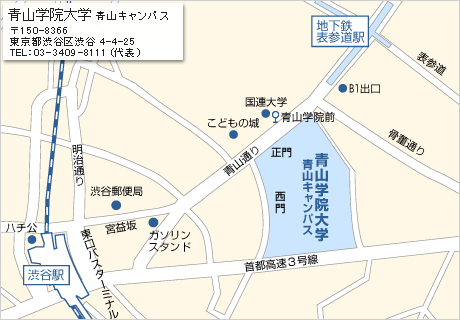 青山学院大学 青山キャンパス
〒150-8366
東京都渋谷区渋谷 4-4-25
TEL:03-3409-8111 (代表)
地下鉄
表参道駅
表参道
B1出口
国連大学
青山学院前
こどもの城
骨董通り
明治通り
青山通り
正門
西門
青山学院大学
青山キャンパス
渋谷郵便局
宮益坂
ガソリン
スタンド
ハチ公
渋谷駅
東口バスターミナル
首都高速3号線